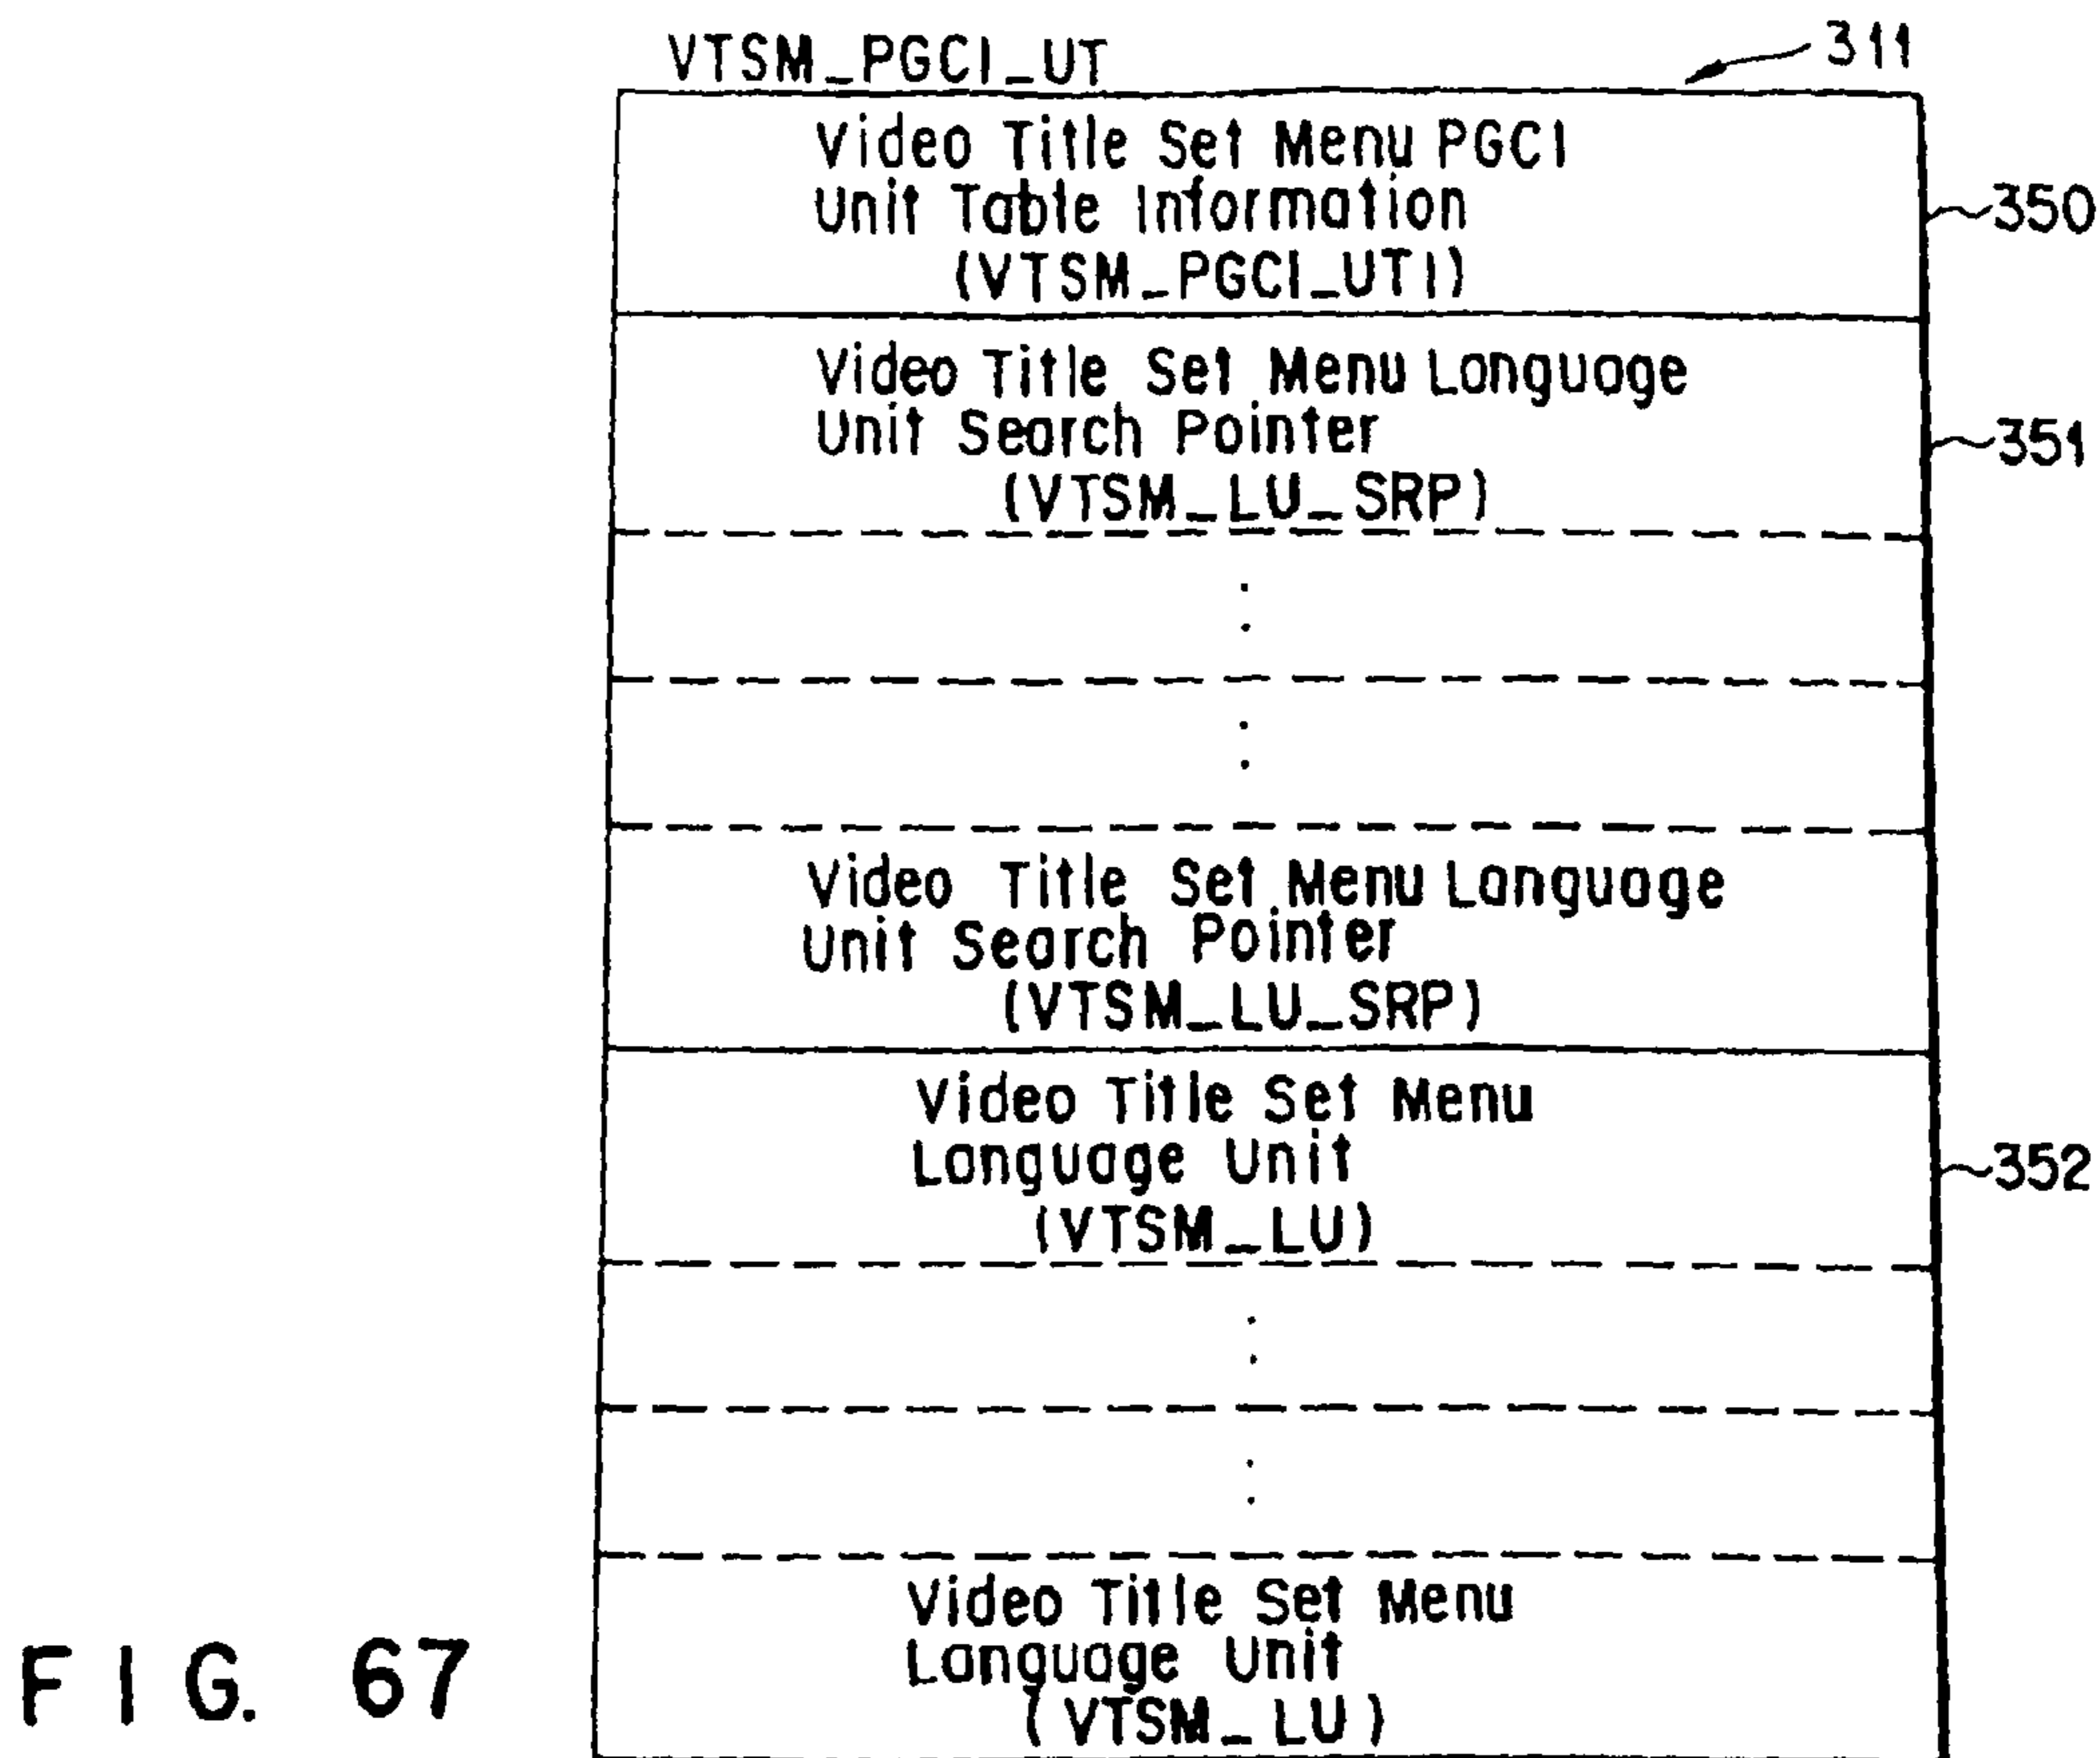 VTSM_PGCI_UT
311
Video Title Set Menu PGCI
Unit Table Information
(VTSM_PGCI_UTI)
350
Video Title Set Menu Language
Unit Search Pointer
(VTSM_LU_SRP)
351
Video Title Set Menu Language
Unit Search Pointer
(VTSM_LU_SRP)
Video Title Set Menu
Language Unit
(VTSM_LU)
352
Video Title Set Menu
Language Unit
(VTSM_LU)
FIG. 67